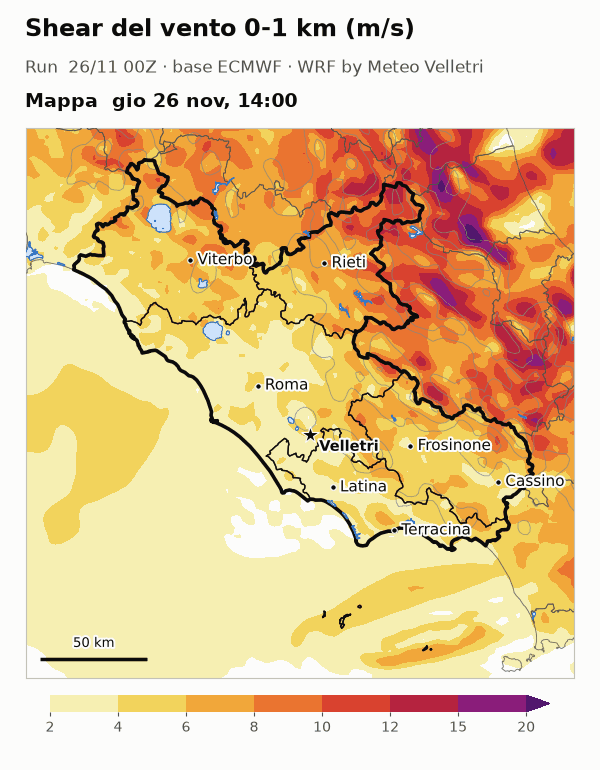 Shear del vento 0-1 km (m/s)
Run 26/11 00Z · base ECMWF · WRF by Meteo Velletri
Mappa gio 26 nov, 14:00
Viterbo
Rieti
Roma
Velletri
Frosinone
Latina
Cassino
Terracina
50 km
2 4 6 8 10 12 15 20